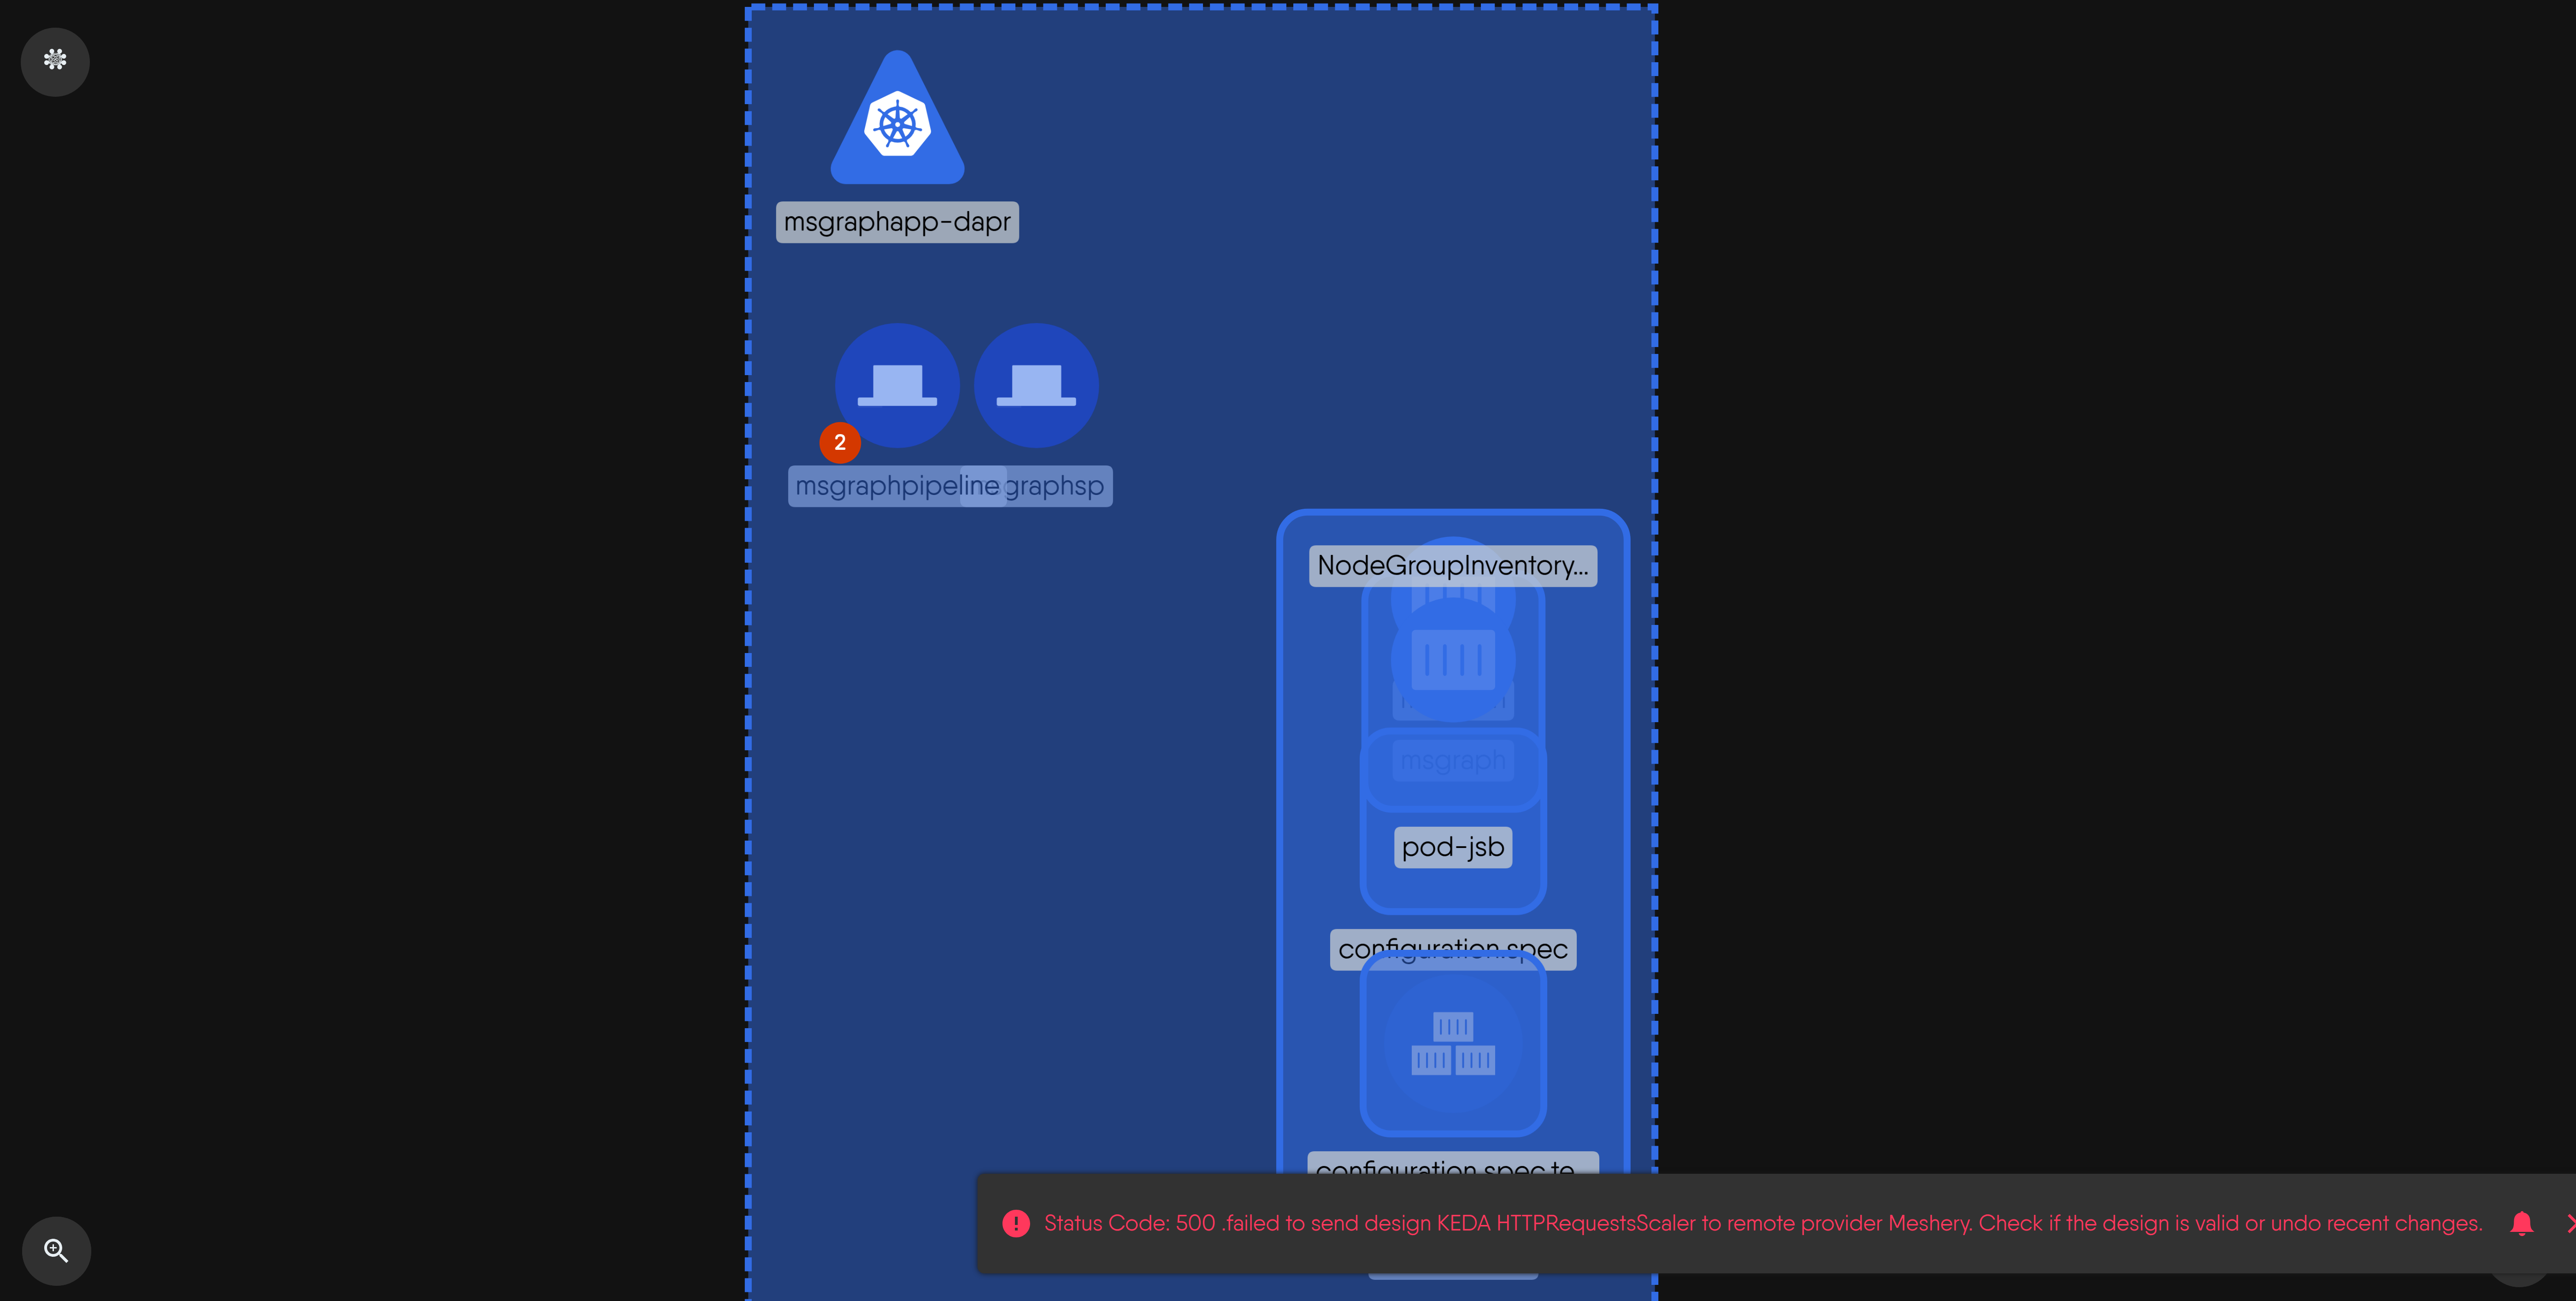 msgraphapp-dapr
2
msgraphpipeline graphsp
NodeGroupInventory...
msgraph
pod-jsb
configuration.spec
configuration.spec.te...
Status Code: 500 .failed to send design KEDA HTTPRequestsScaler to remote provider Meshery. Check if the design is valid or undo recent changes.